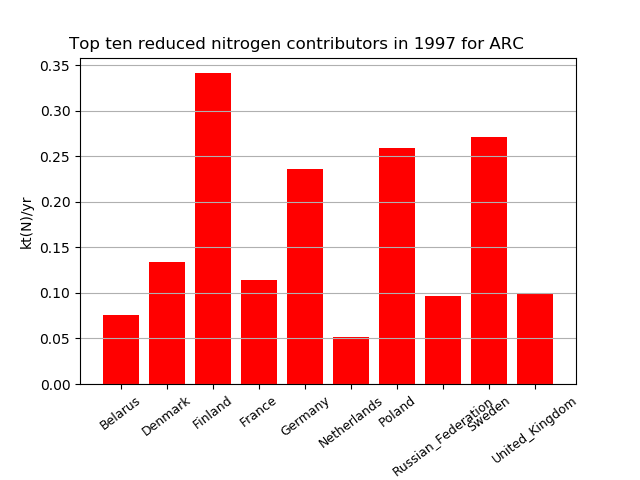 Top ten reduced nitrogen contributors in 1997 for ARC
kt(N)/yr
0.35
0.30
0.25
0.20
0.15
0.10
0.05
0.00
Belarus
Denmark
Finland
France
Germany
Netherlands
Poland
Russian_Federation
Sweden
United_Kingdom